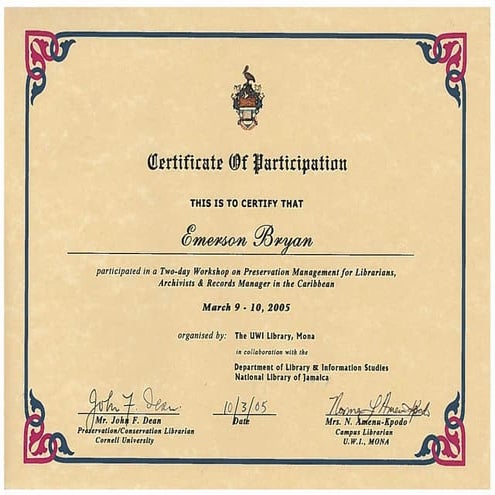 Certificate Of Participation
THIS IS TO CERTIFY THAT
Emerson Bryan
participated in a Two-day Workshop on Preservation Management for Librarians,
Archivists & Records Manager in the Caribbean
March 9 - 10, 2005
organised by: The UWI Library, Mona
in collaboration with the
Department of Library & Information Studies
National Library of Jamaica
John F. Dean 10/3/05 Norma Y Amenu-Kpodo
Mr. John F. Dean Date Mrs. N. Amenu-Kpodo
Preservation/Conservation Librarian Campus Librarian
Cornell University U.W.I., MONA